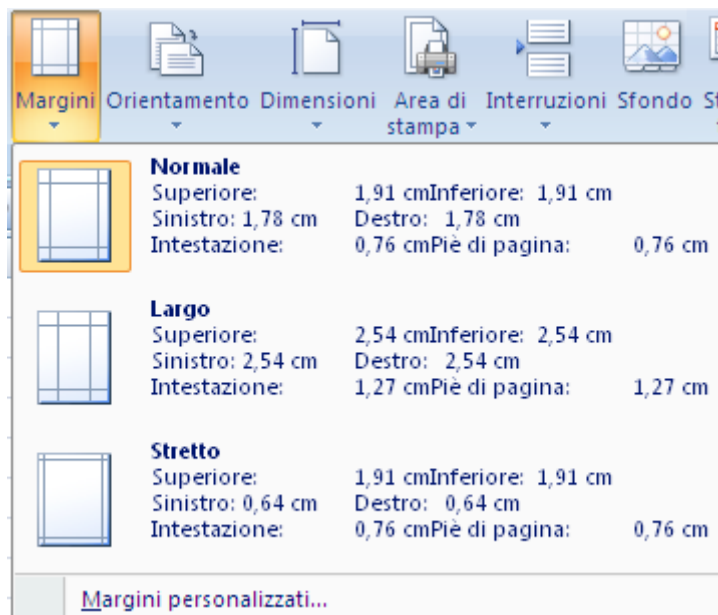 Margini Orientamento Dimensioni Area di stampa Interruzioni Sfondo
Normale
Superiore: 1,91 cmInferiore: 1,91 cm
Sinistro: 1,78 cm Destro: 1,78 cm
Intestazione: 0,76 cmPiè di pagina: 0,76 cm
Largo
Superiore: 2,54 cmInferiore: 2,54 cm
Sinistro: 2,54 cm Destro: 2,54 cm
Intestazione: 1,27 cmPiè di pagina: 1,27 cm
Stretto
Superiore: 1,91 cmInferiore: 1,91 cm
Sinistro: 0,64 cm Destro: 0,64 cm
Intestazione: 0,76 cmPiè di pagina: 0,76 cm
Margini personalizzati...